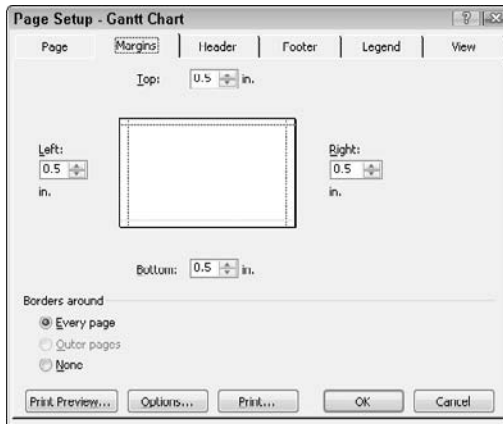 Page Setup - Gantt Chart
Page Margins Header Footer Legend View
Top: 0.5 in.
Left:
0.5
in.
Right:
0.5
in.
Bottom: 0.5 in.
Borders around
Every page
Outer pages
None
Print Preview... Options... Print... OK Cancel